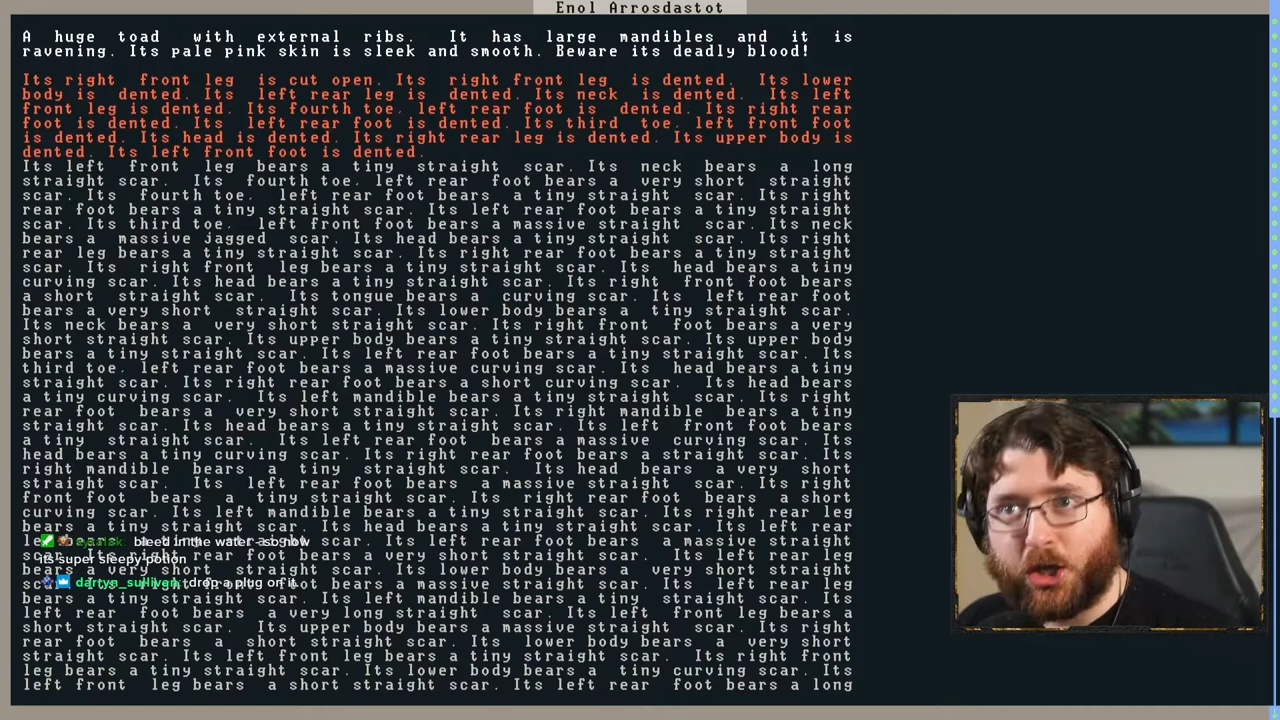 Enol Arrosdastot
A huge toad with external ribs. It has large mandibles and it is
ravening. Its pale pink skin is sleek and smooth. Beware its deadly blood!
Its right front leg is cut open. Its right front leg is dented. Its lower
body is dented. Its left rear leg is dented. Its neck is dented. Its left
front leg is dented. Its fourth toe, left rear foot is dented. Its right rear
foot is dented. Its left rear foot is dented. Its third toe, left front foot
is dented. Its head is dented. Its right rear leg is dented. Its upper body is
dented. Its left front foot is dented.
Its left front leg bears a tiny straight scar. Its neck bears a long
straight scar. Its fourth toe, left rear foot bears a very short straight
scar. Its fourth toe, left rear foot bears a tiny straight scar. Its right
rear foot bears a tiny straight scar. Its left rear foot bears a tiny straight
scar. Its third toe, left front foot bears a massive straight scar. Its neck
bears a massive jagged scar. Its head bears a tiny straight scar. Its right
rear leg bears a tiny straight scar. Its right rear foot bears a tiny straight
scar. Its right front leg bears a tiny straight scar. Its head bears a tiny
curving scar. Its head bears a tiny straight scar. Its right front foot bears
a short straight scar. Its tongue bears a curving scar. Its left rear foot
bears a very short straight scar. Its lower body bears a tiny straight scar.
Its neck bears a very short straight scar. Its right front foot bears a very
short straight scar. Its upper body bears a tiny straight scar. Its upper body
bears a tiny straight scar. Its left rear foot bears a tiny straight scar. Its
third toe, left rear foot bears a massive curving scar. Its head bears a tiny
straight scar. Its right rear foot bears a short curving scar. Its head bears
a tiny curving scar. Its left mandible bears a tiny straight scar. Its right
rear foot bears a very short straight scar. Its right mandible bears a tiny
straight scar. Its head bears a tiny straight scar. Its left front foot bears
a tiny straight scar. Its left rear foot bears a massive curving scar. Its
head bears a tiny curving scar. Its right rear foot bears a straight scar. Its
right mandible bears a tiny straight scar. Its head bears a very short
straight scar. Its left rear foot bears a massive straight scar. Its right
front foot bears a tiny straight scar. Its right rear foot bears a short
curving scar. Its left mandible bears a tiny straight scar. Its right rear leg
bears a tiny straight scar. Its head bears a tiny straight scar. Its left rear
bleed in the water so now scar. Its left rear foot bears a massive straight
its super sleepy potion rear foot bears a very short straight scar. Its left rear leg
bears a straight scar. Its lower body bears a very short straight
dartyn_sullivan: drop a plug on it. bears a massive straight scar. Its left rear leg
bears a tiny straight scar. Its left mandible bears a tiny straight scar. Its
left rear foot bears a very long straight scar. Its left front leg bears a
short straight scar. Its upper body bears a massive straight scar. Its right
rear foot bears a short straight scar. Its lower body bears a very short
straight scar. Its left front leg bears a tiny straight scar. Its right front
leg bears a tiny straight scar. Its lower body bears a tiny curving scar. Its
left front leg bears a short straight scar. Its left rear foot bears a long